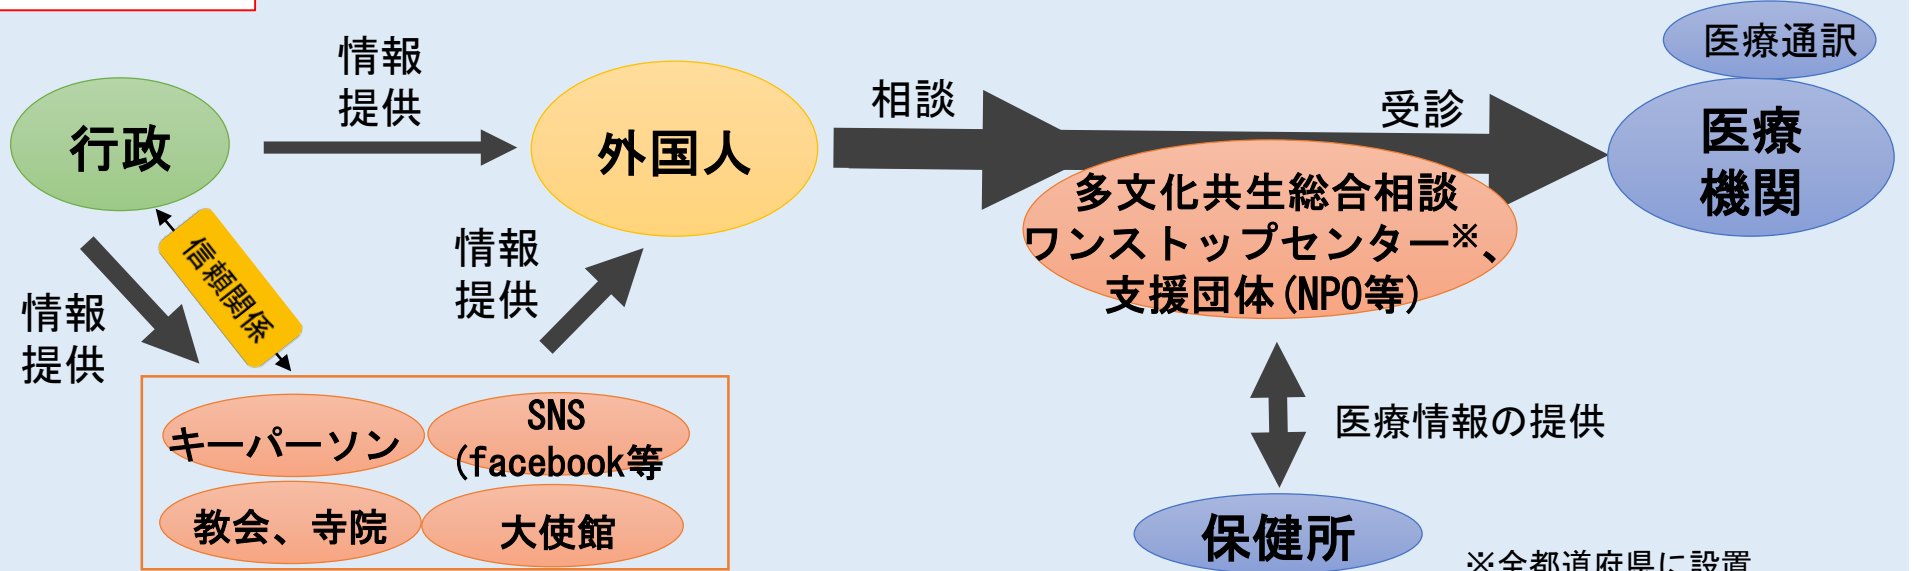 情報
提供
行政
外国人
相談
受診
医療通訳
医療
機関
多文化共生総合相談
ワンストップセンター※、
支援団体(NPO等)
信頼関係
情報
提供
情報
提供
キーパーソン
SNS
(facebook等
教会、寺院
大使館
医療情報の提供
保健所
※全都道府県に設置